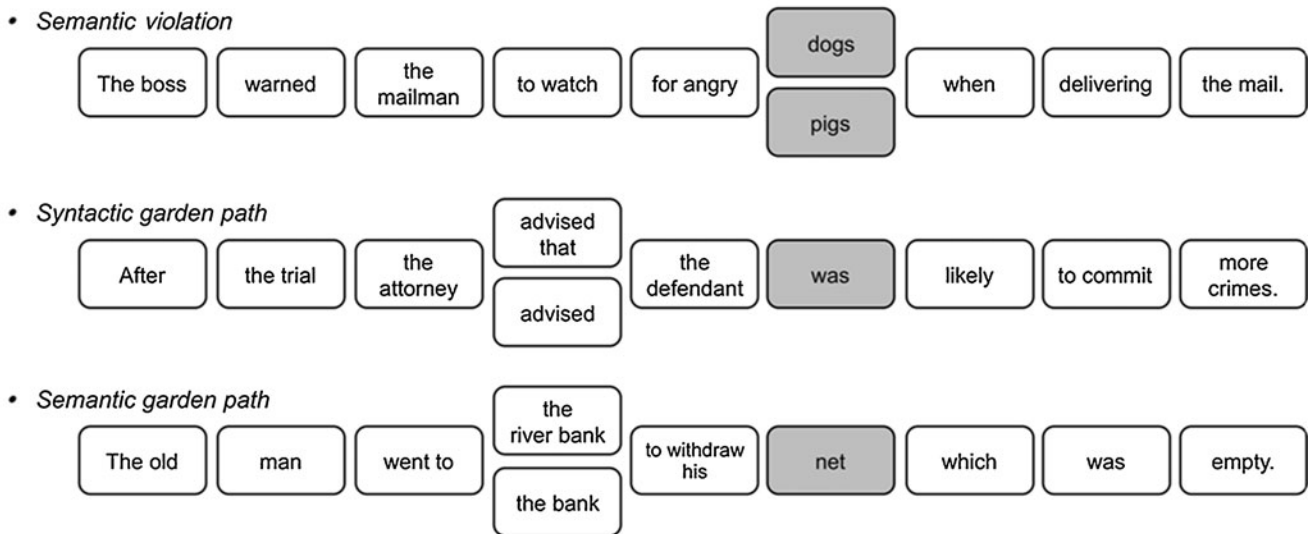 • Semantic violation
The boss
warned
the
mailman
to watch
for angry
dogs
pigs
when
delivering
the mail.
• Syntactic garden path
After
the trial
the
attorney
advised
that
advised
the
defendant
was
likely
to commit
more
crimes.
• Semantic garden path
The old
man
went to
the
river bank
the bank
to withdraw
his
net
which
was
empty.